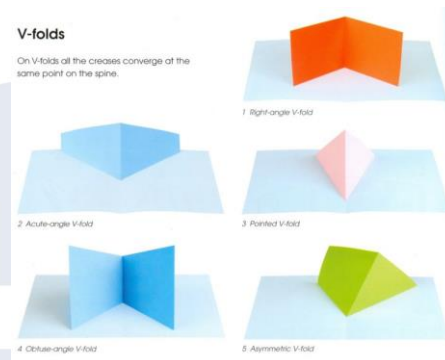 V-folds
On V-folds all the creases converge at the
same point on the spine.
1 Right-angle V-fold
2 Acute-angle V-fold
3 Pointed V-fold
4 Obtuse-angle V-fold
5 Asymmetric V-fold